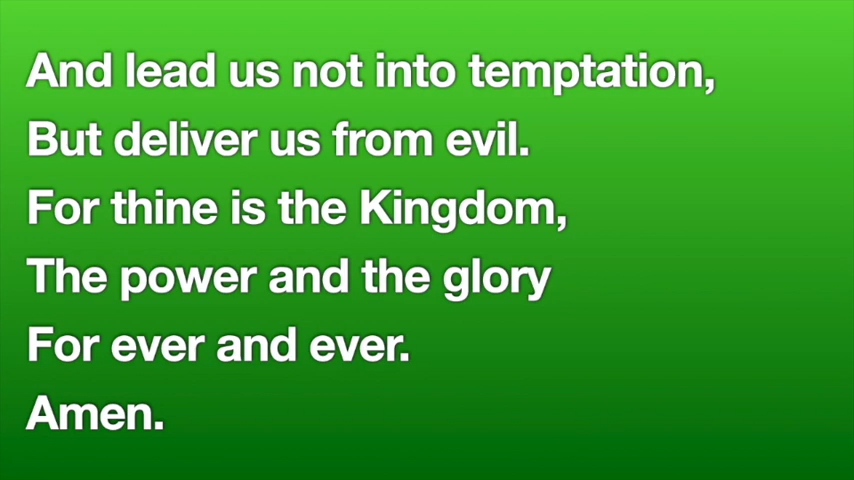 And lead us not into temptation,
But deliver us from evil.
For thine is the Kingdom,
The power and the glory
For ever and ever.
Amen.